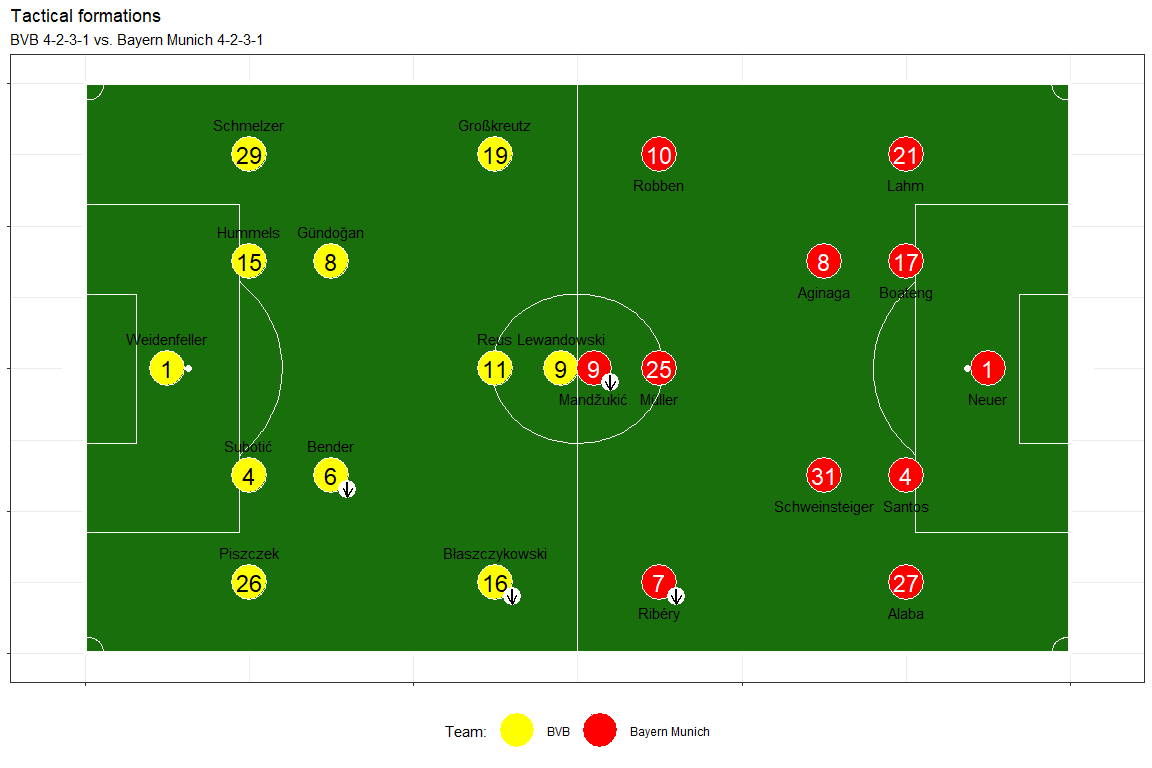 Tactical formations
BVB 4-2-3-1 vs. Bayern Munich 4-2-3-1
Schmelzer
29
Großkreutz
19
10
Robben
21
Lahm
Hummels
15
Gündoğan
8
8
Aginaga
17
Boateng
Weidenfeller
1
Reus
11
Lewandowski
9
9
Mandžukić
25
Müller
1
Neuer
Subotić
4
Bender
6
31
Schweinsteiger
4
Santos
Piszczek
26
Błaszczykowski
16
7
Ribéry
27
Alaba
Team: BVB Bayern Munich